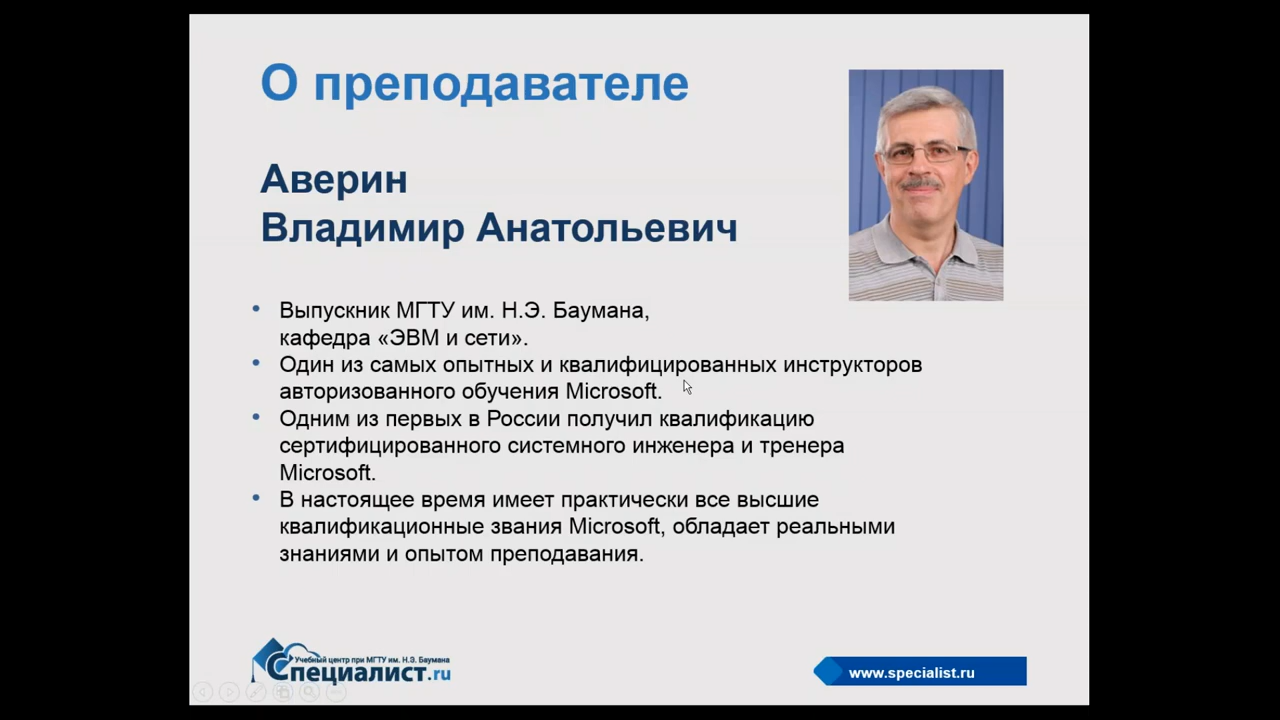 О преподавателе
Аверин
Владимир Анатольевич
Выпускник МГТУ им. Н.Э. Баумана,
кафедра «ЭВМ и сети».
Один из самых опытных и квалифицированных инструкторов
авторизованного обучения Microsoft.
Одним из первых в России получил квалификацию
сертифицированного системного инженера и тренера
Microsoft.
В настоящее время имеет практически все высшие
квалификационные звания Microsoft, обладает реальными
знаниями и опытом преподавания.
Учебный центр при МГТУ им. Н.Э. Баумана
Специалист.ru
www.specialist.ru